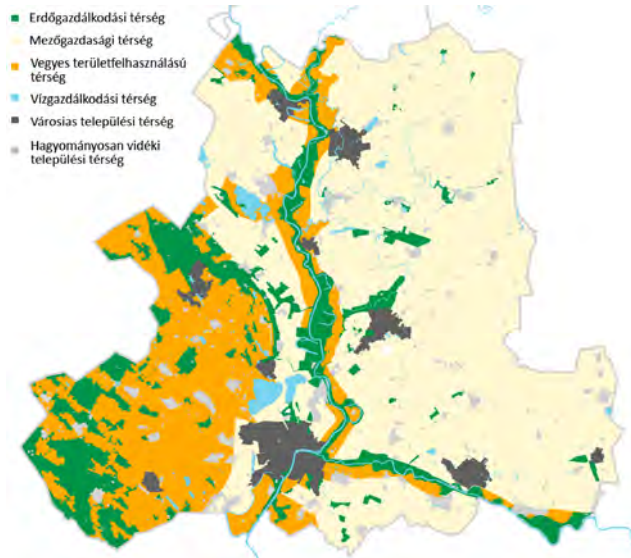 Erdőgazdálkodási térség
Mezőgazdasági térség
Vegyes területfelhasználású
térség
Vízgazdálkodási térség
Városias települési térség
Hagyományosan vidéki
települési térség